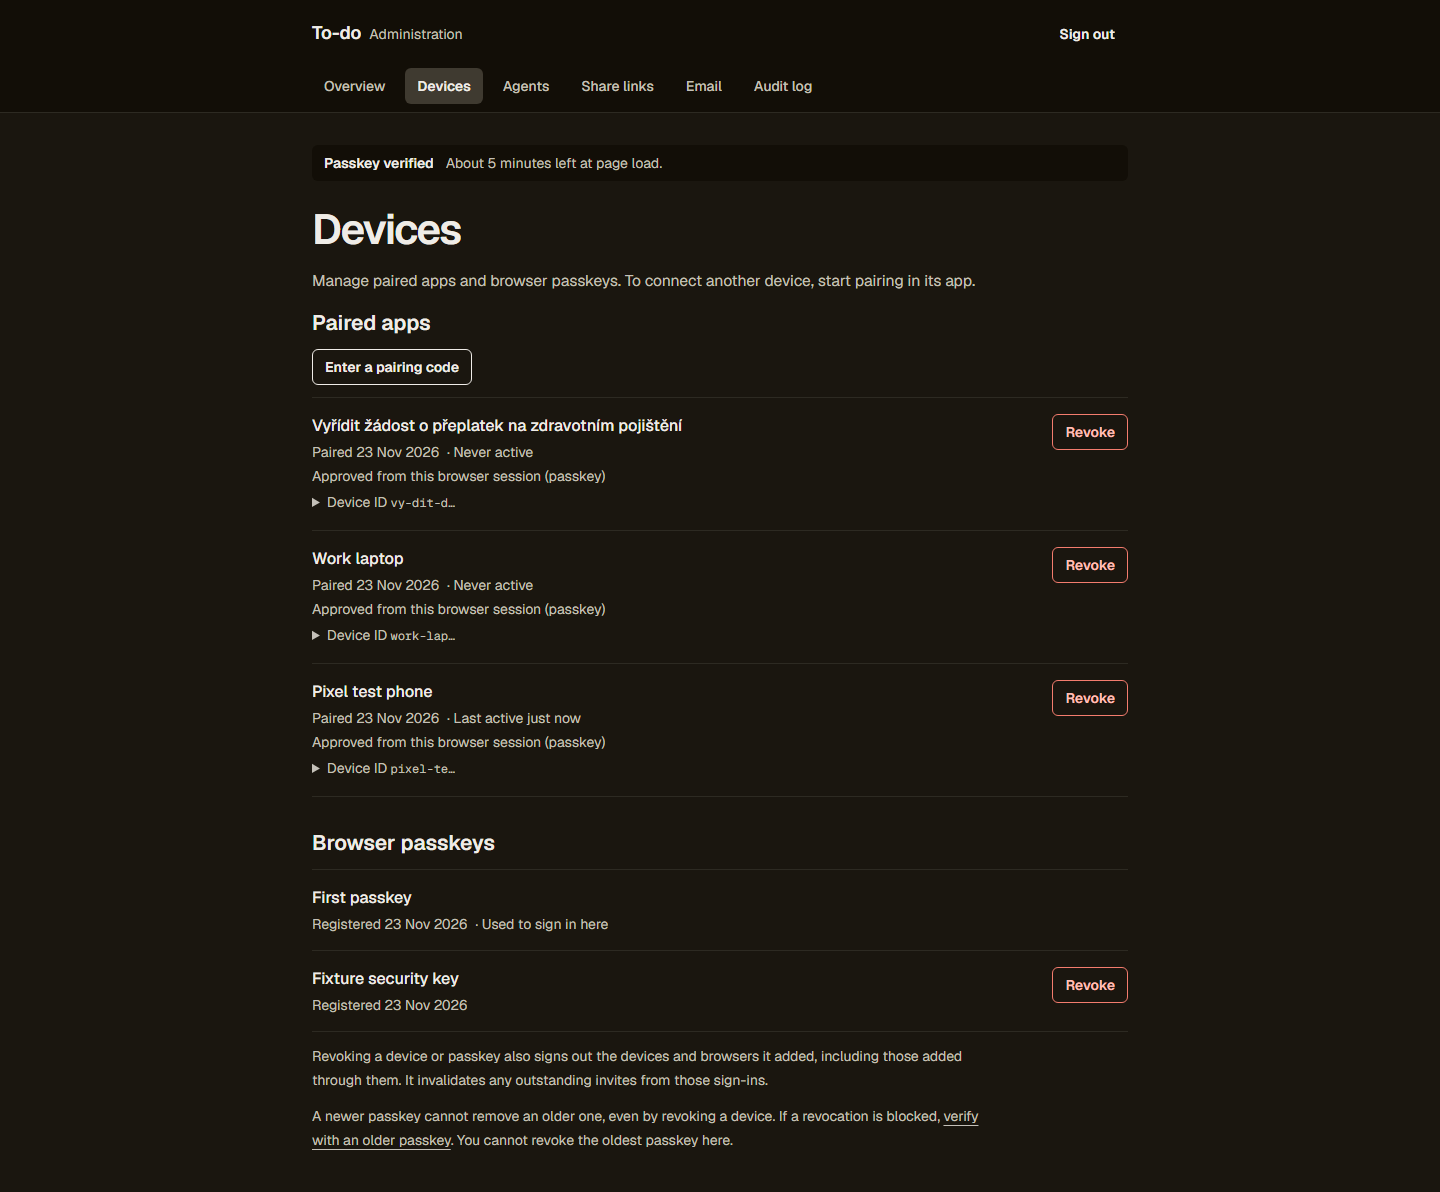 To-do Administration
Sign out
Overview Devices Agents Share links Email Audit log
Passkey verified About 5 minutes left at page load.
Devices
Manage paired apps and browser passkeys. To connect another device, start pairing in its app.
Paired apps
Enter a pairing code
Vyřídit žádost o přeplatek na zdravotním pojištění
Revoke
Paired 23 Nov 2026 · Never active
Approved from this browser session (passkey)
Device ID vy-dit-d…
Work laptop
Revoke
Paired 23 Nov 2026 · Never active
Approved from this browser session (passkey)
Device ID work-lap…
Pixel test phone
Revoke
Paired 23 Nov 2026 · Last active just now
Approved from this browser session (passkey)
Device ID pixel-te…
Browser passkeys
First passkey
Registered 23 Nov 2026 · Used to sign in here
Fixture security key
Revoke
Registered 23 Nov 2026
Revoking a device or passkey also signs out the devices and browsers it added, including those added
through them. It invalidates any outstanding invites from those sign-ins.
A newer passkey cannot remove an older one, even by revoking a device. If a revocation is blocked, verify
with an older passkey. You cannot revoke the oldest passkey here.